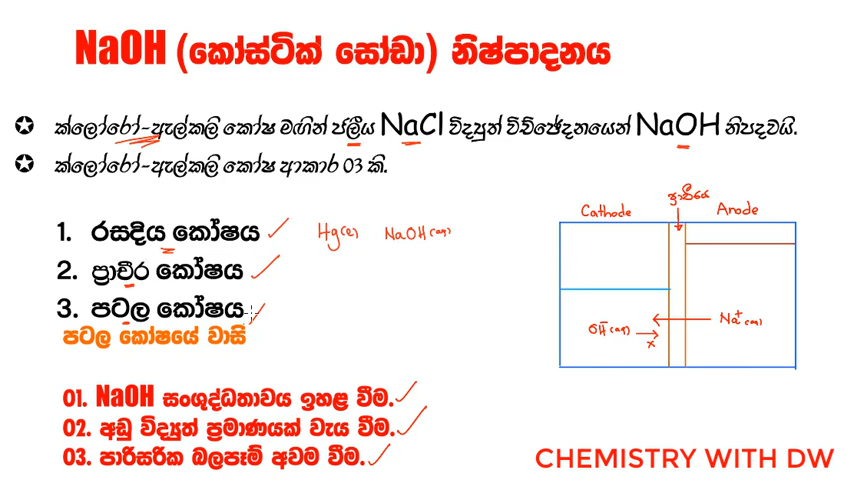 NaOH (කෝස්ටික් සෝඩා) නිෂ්පාදනය
✪ ක්ලෝරෝ-ඇල්කලි කෝෂ මඟින් ජලීය NaCl විද්‍යුත් විච්ඡේදනයෙන් NaOH නිපදවයි.
✪ ක්ලෝරෝ-ඇල්කලි කෝෂ ආකාර 03 කි.
1. රසදිය කෝෂය Hg(l) NaOH(aq)
2. ප්‍රාචීර කෝෂය
3. පටල කෝෂය
පටල කෝෂයේ වාසි
01. NaOH සංශුද්ධතාවය ඉහළ වීම.
02. අඩු විද්‍යුත් ප්‍රමාණයක් වැය වීම.
03. පාරිසරික බලපෑම් අවම වීම.
ප්‍රාචීරය
Cathode Anode
OH⁻(aq) Na⁺(aq)
x
CHEMISTRY WITH DW